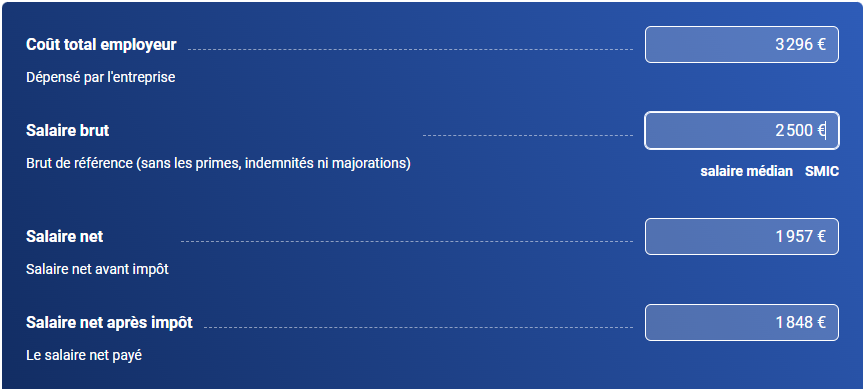 Coût total employeur 3 296 €
Dépensé par l'entreprise
Salaire brut 2 500 €
Brut de référence (sans les primes, indemnités ni majorations)
salaire médian SMIC
Salaire net 1 957 €
Salaire net avant impôt
Salaire net après impôt 1 848 €
Le salaire net payé